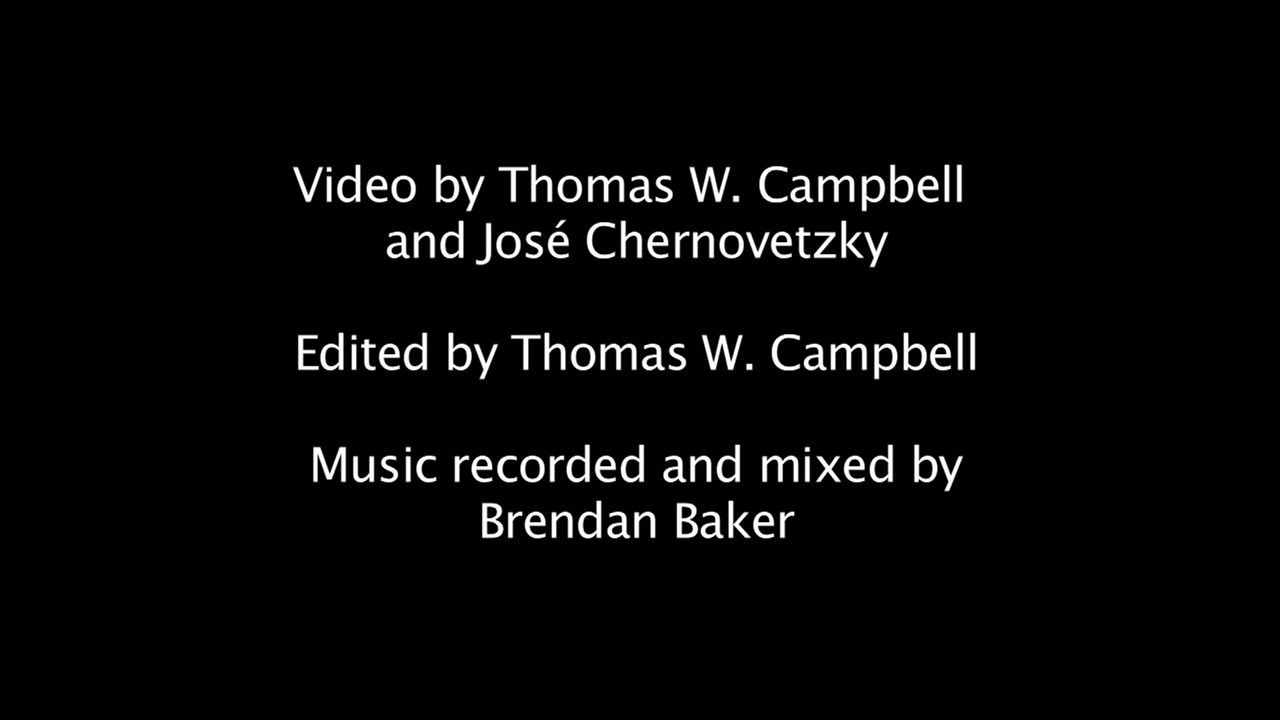 Video by Thomas W. Campbell
and José Chernovetzky
Edited by Thomas W. Campbell
Music recorded and mixed by
Brendan Baker